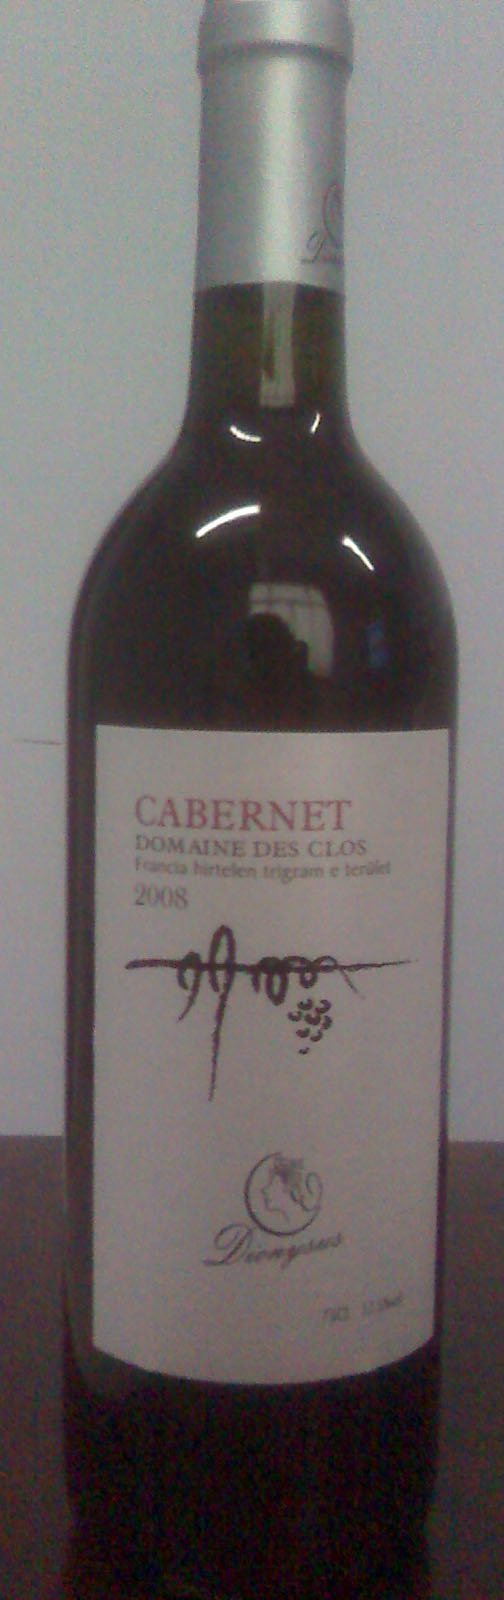 CABERNET
DOMAINE DES CLOS
Francia hirtelen trigram e terület
2008
Dionysus